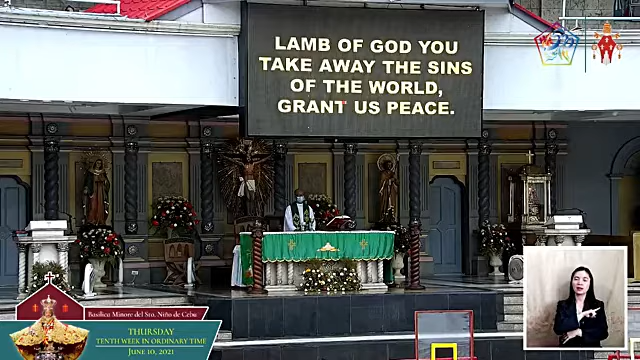 LAMB OF GOD YOU
TAKE AWAY THE SINS
OF THE WORLD,
GRANT US PEACE.
Basilica Minore del Sto. Niño de Cebu
THURSDAY
TENTH WEEK IN ORDINARY TIME
JUNE 10, 2021